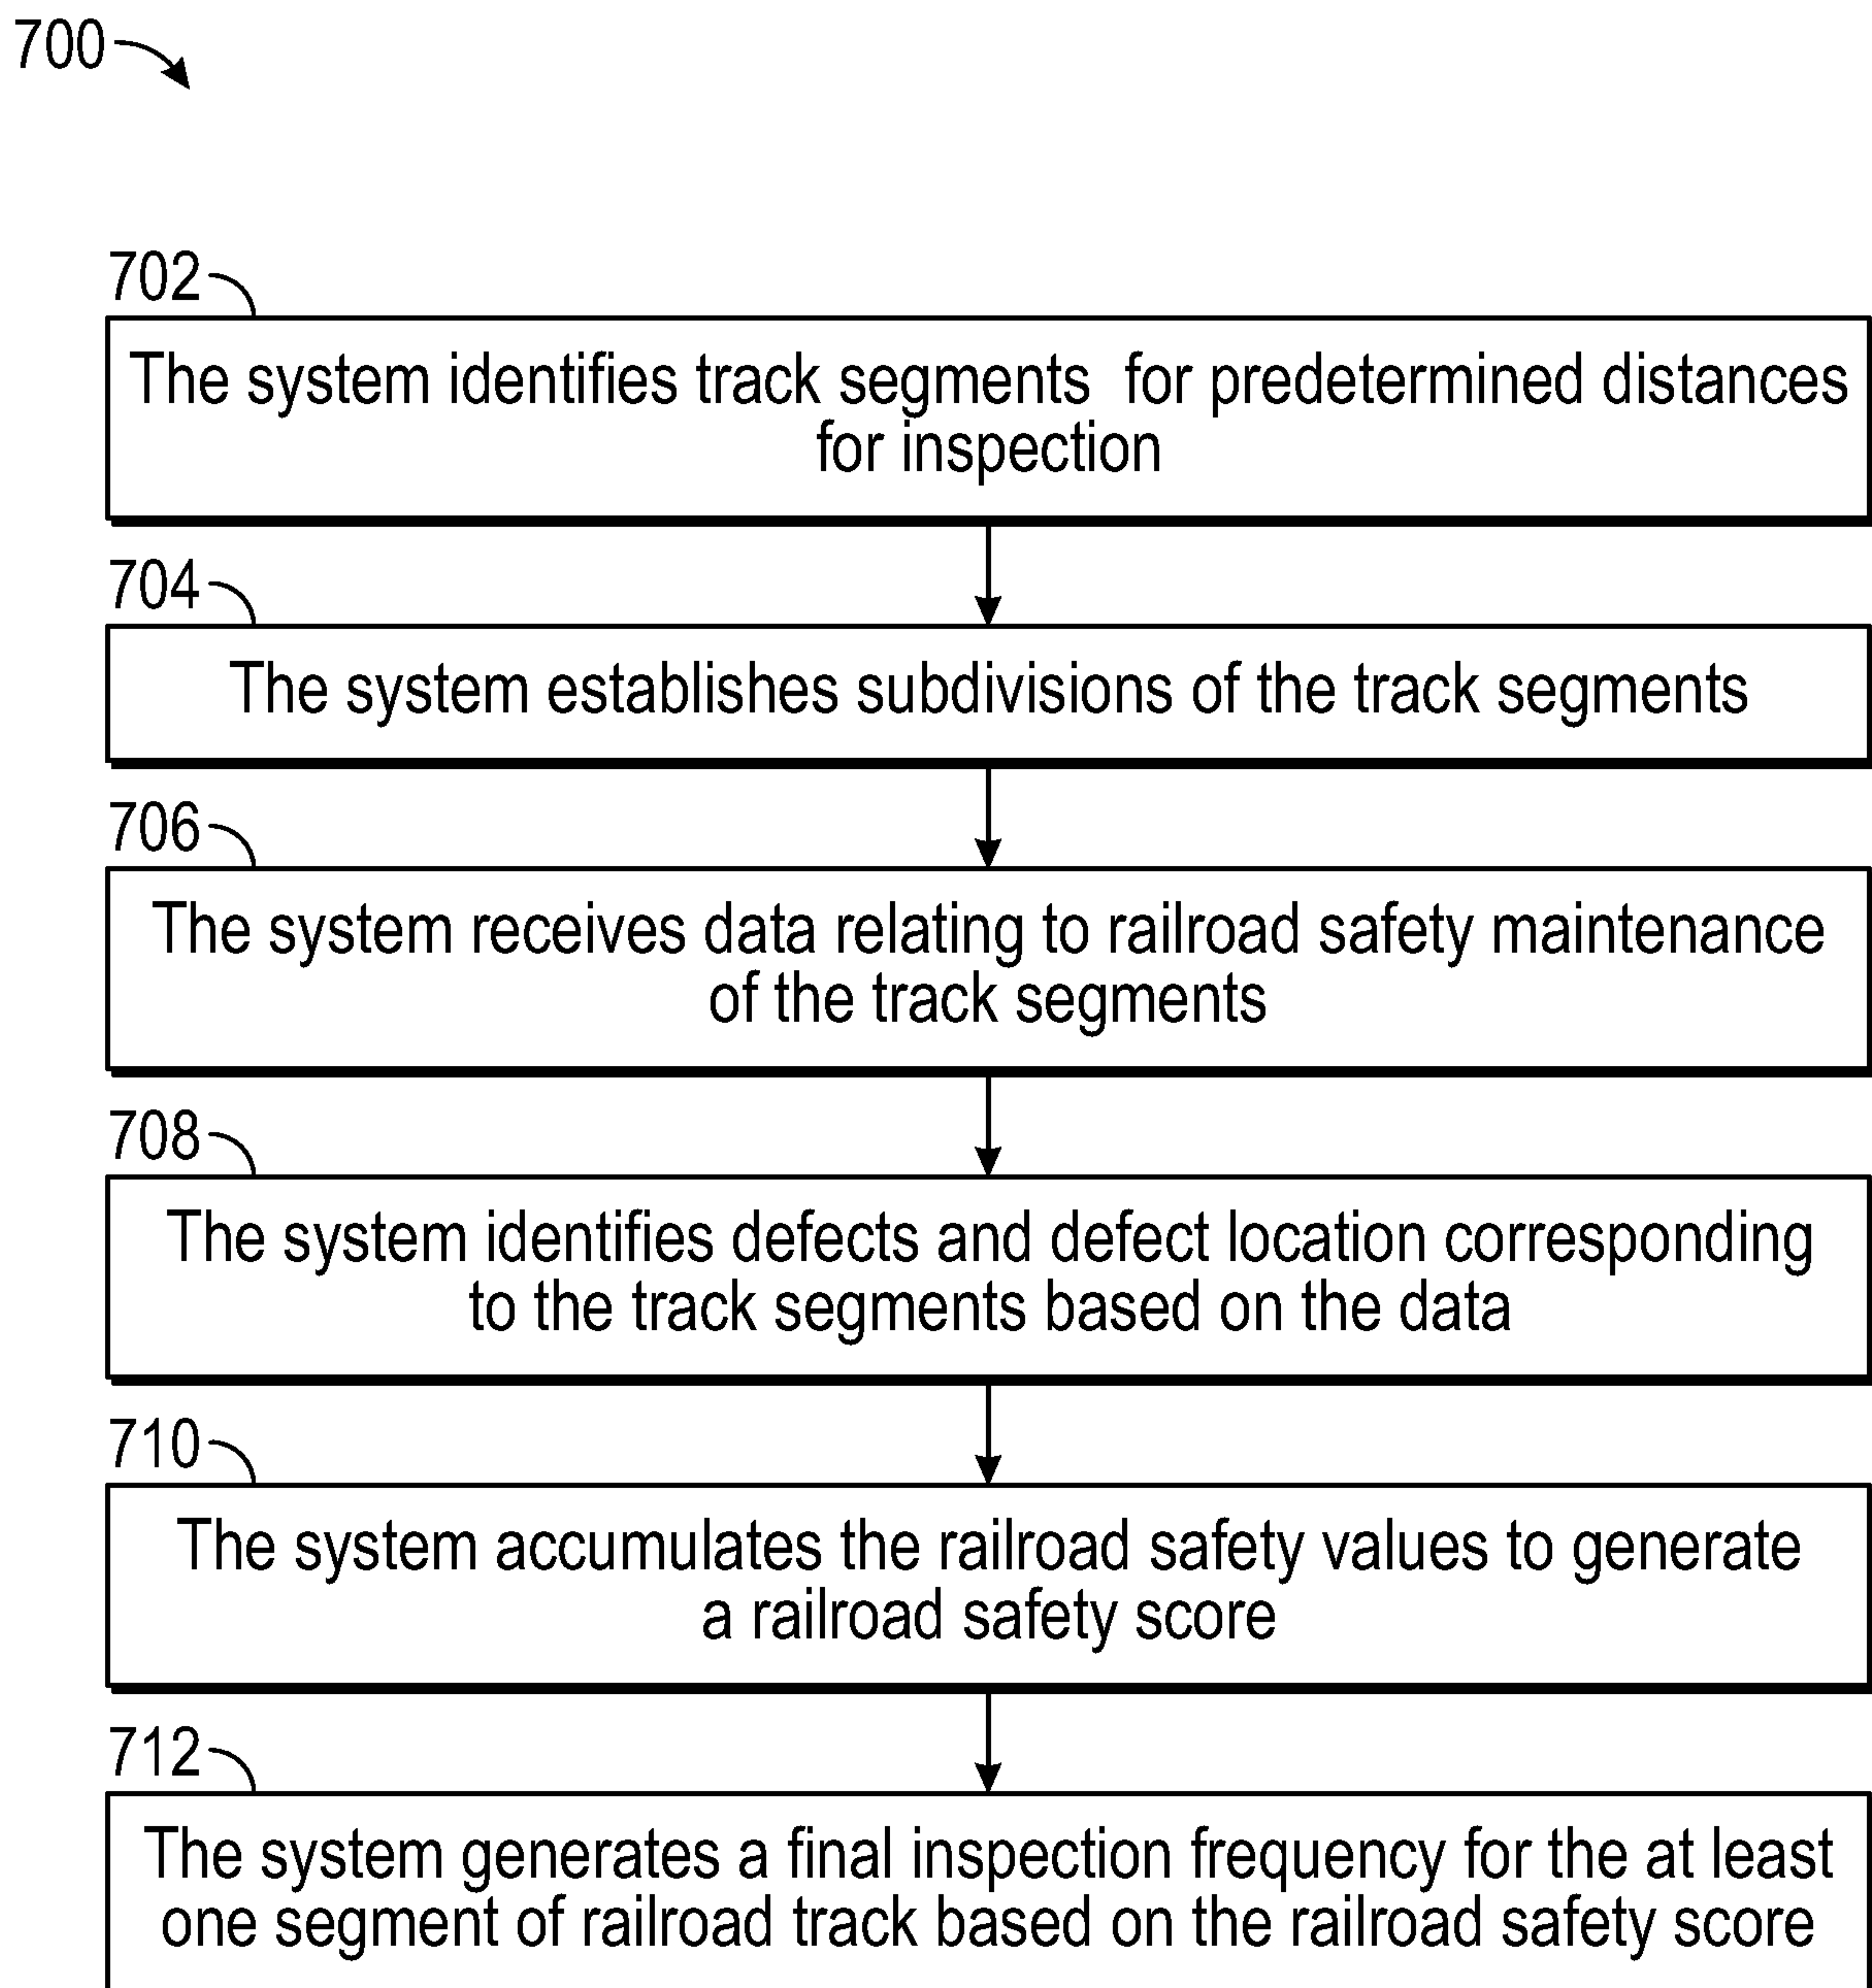 700
702
The system identifies track segments for predetermined distances
for inspection
704
The system establishes subdivisions of the track segments
706
The system receives data relating to railroad safety maintenance
of the track segments
708
The system identifies defects and defect location corresponding
to the track segments based on the data
710
The system accumulates the railroad safety values to generate
a railroad safety score
712
The system generates a final inspection frequency for the at least
one segment of railroad track based on the railroad safety score